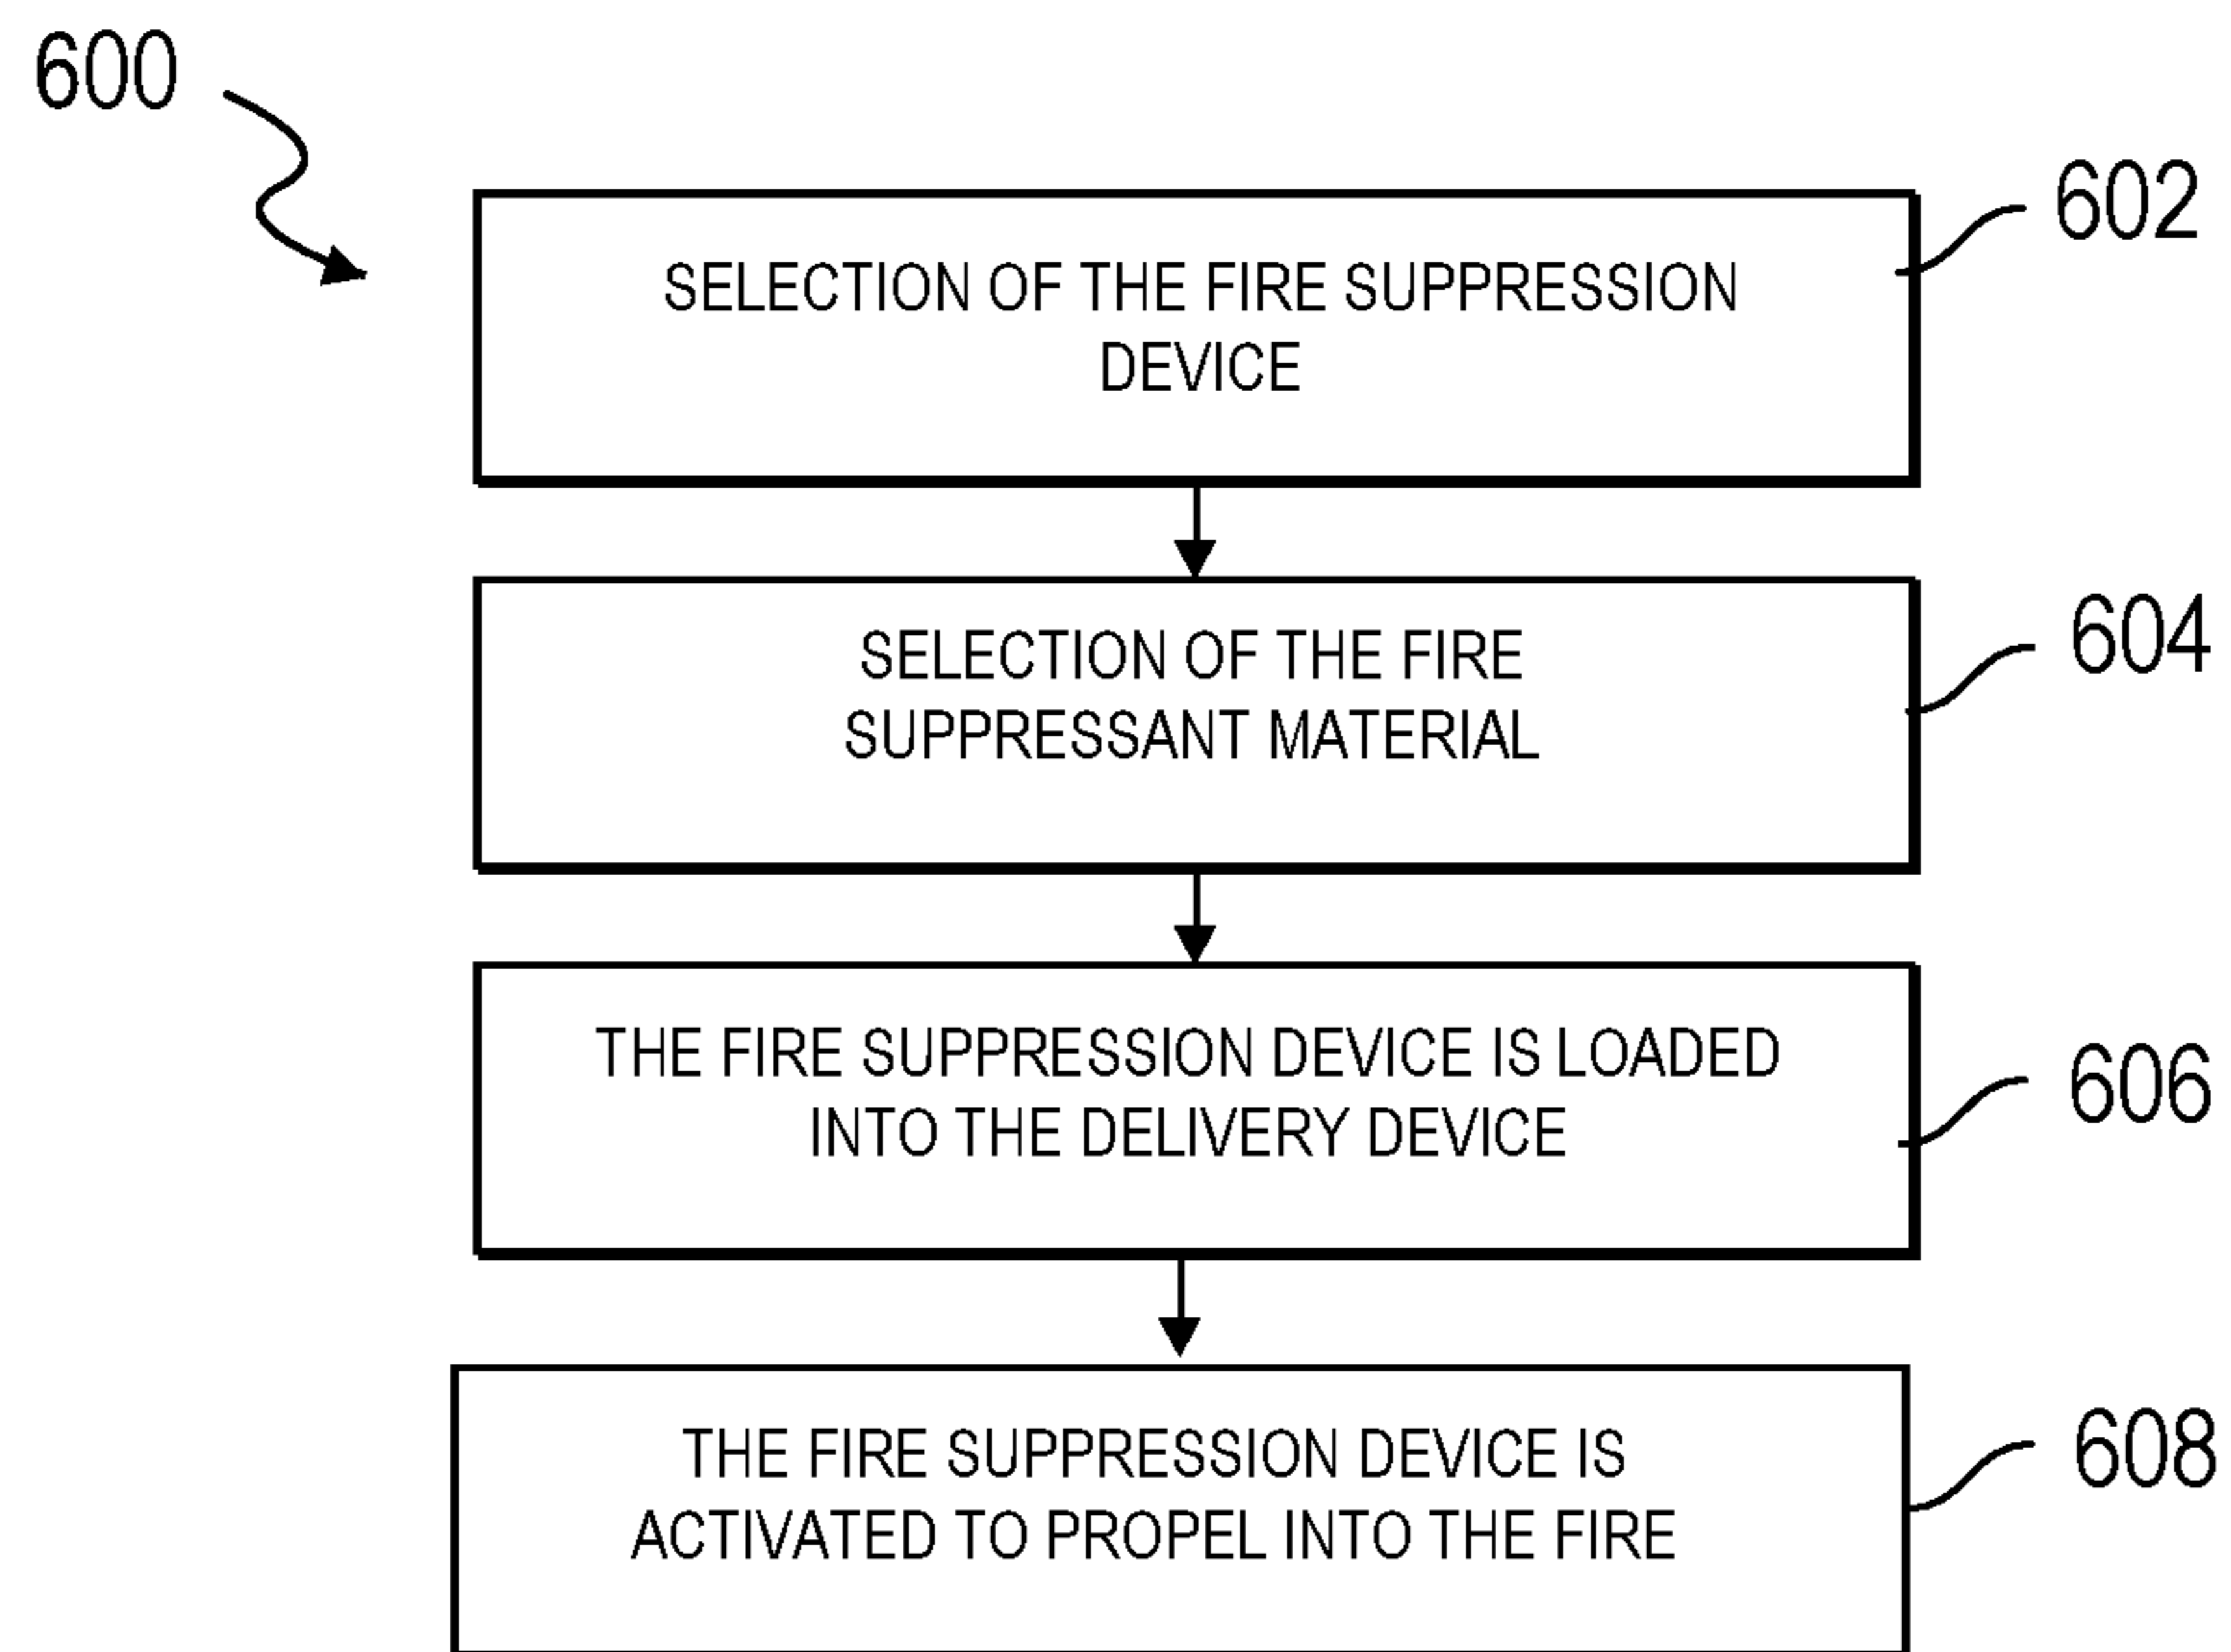 600
602
SELECTION OF THE FIRE SUPPRESSION
DEVICE
604
SELECTION OF THE FIRE
SUPPRESSANT MATERIAL
606
THE FIRE SUPPRESSION DEVICE IS LOADED
INTO THE DELIVERY DEVICE
608
THE FIRE SUPPRESSION DEVICE IS
ACTIVATED TO PROPEL INTO THE FIRE